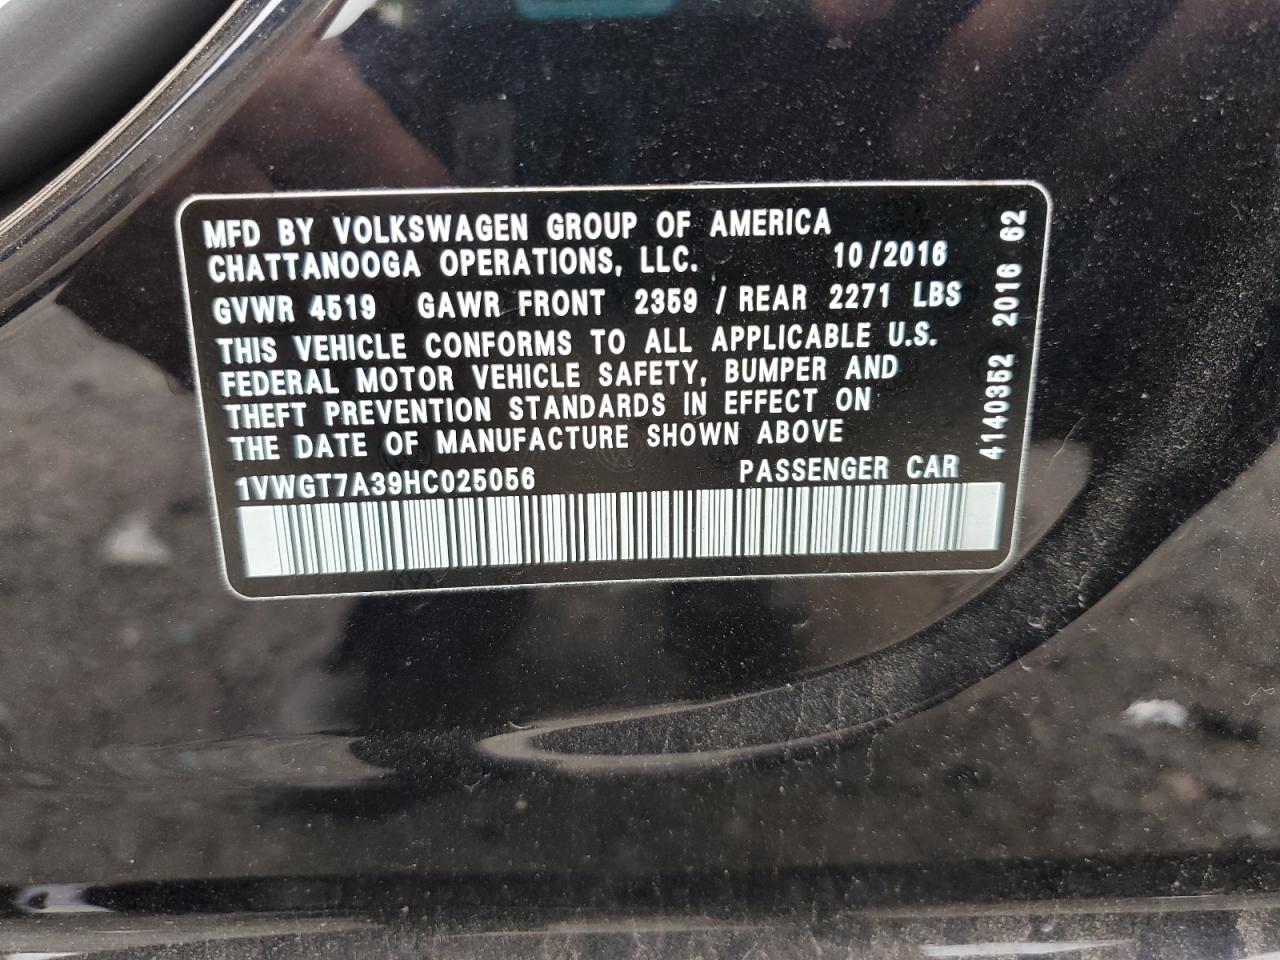 MFD BY VOLKSWAGEN GROUP OF AMERICA
CHATTANOOGA OPERATIONS, LLC. 10/2016
GVWR 4519 GAWR FRONT 2359 / REAR 2271 LBS
THIS VEHICLE CONFORMS TO ALL APPLICABLE U.S.
FEDERAL MOTOR VEHICLE SAFETY, BUMPER AND
THEFT PREVENTION STANDARDS IN EFFECT ON
THE DATE OF MANUFACTURE SHOWN ABOVE
1VWGT7A39HC025056 PASSENGER CAR
4140352 2016 62